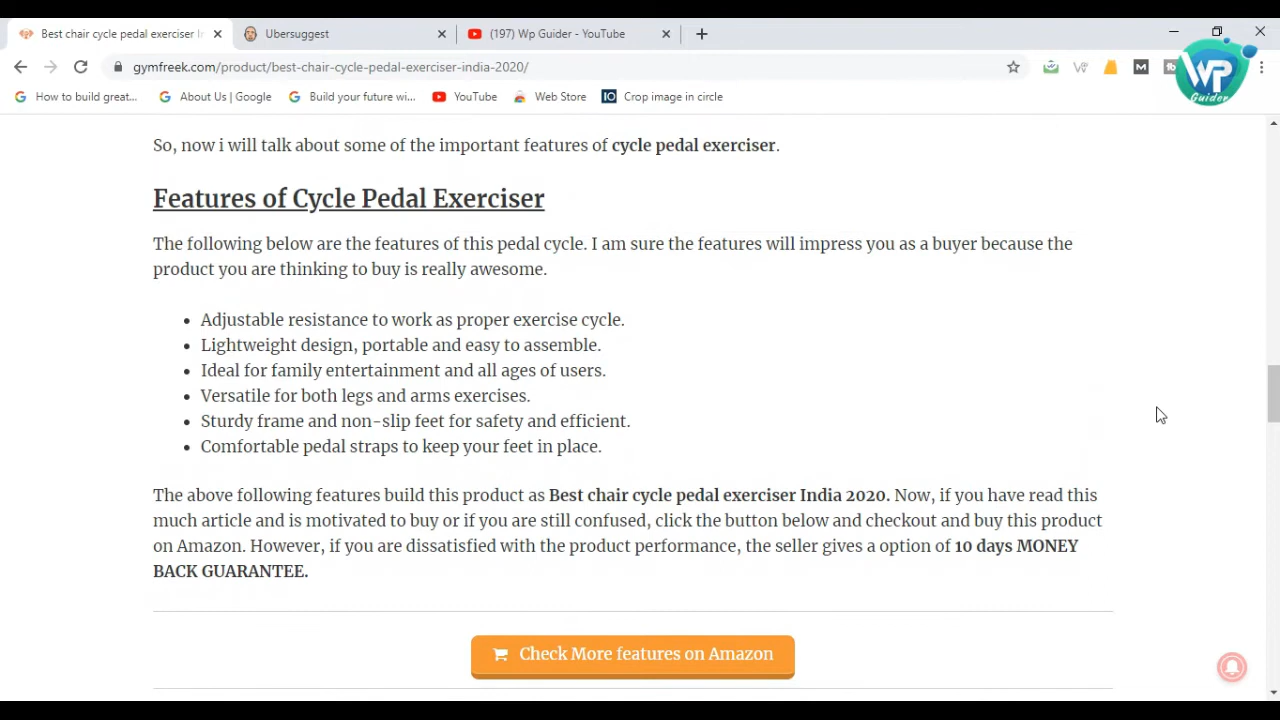 Best chair cycle pedal exerciser I
Ubersuggest
(197) Wp Guider - YouTube
gymfreek.com/product/best-chair-cycle-pedal-exerciser-india-2020/
WP
Guider
How to build great...
About Us | Google
Build your future wi...
YouTube
Web Store
IO
Crop image in circle
So, now i will talk about some of the important features of cycle pedal exerciser.
Features of Cycle Pedal Exerciser
The following below are the features of this pedal cycle. I am sure the features will impress you as a buyer because the
product you are thinking to buy is really awesome.
Adjustable resistance to work as proper exercise cycle.
Lightweight design, portable and easy to assemble.
Ideal for family entertainment and all ages of users.
Versatile for both legs and arms exercises.
Sturdy frame and non-slip feet for safety and efficient.
Comfortable pedal straps to keep your feet in place.
The above following features build this product as Best chair cycle pedal exerciser India 2020. Now, if you have read this
much article and is motivated to buy or if you are still confused, click the button below and checkout and buy this product
on Amazon. However, if you are dissatisfied with the product performance, the seller gives a option of 10 days MONEY
BACK GUARANTEE.
Check More features on Amazon